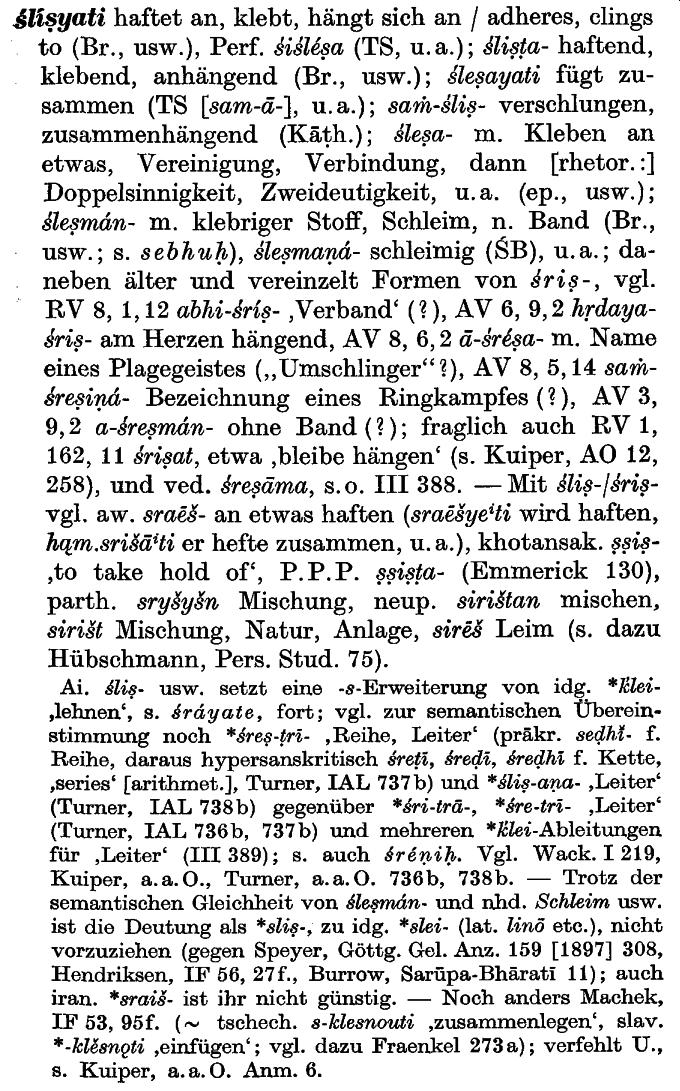 ślíṣyati haftet an, klebt, hängt sich an / adheres, clings
to (Br., usw.), Perf. śiśléṣa (TS, u.a.); śliṣṭa- haftend,
klebend, anhängend (Br., usw.); śleṣayati fügt zu-
sammen (TS [sam-ā-], u.a.); saṁ-śliṣ- verschlungen,
zusammenhängend (Kāṭh.); śleṣa- m. Kleben an
etwas, Vereinigung, Verbindung, dann [rhetor.:]
Doppelsinnigkeit, Zweideutigkeit, u.a. (ep., usw.);
śleṣmán- m. klebriger Stoff, Schleim, n. Band (Br.,
usw.; s. sebhuḥ), śleṣmaṇá- schleimig (ŚB), u.a.; da-
neben älter und vereinzelt Formen von śriṣ-, vgl.
RV 8, 1,12 abhi-śríṣ- ‚Verband‘ (?), AV 6, 9,2 hṛdaya-
śriṣ- am Herzen hängend, AV 8, 6,2 ā-śréṣa- m. Name
eines Plagegeistes („Umschlinger“?), AV 8, 5,14 saṁ-
śreṣiṇá- Bezeichnung eines Ringkampfes (?), AV 3,
9,2 a-śreṣmán- ohne Band (?); fraglich auch RV 1,
162, 11 śriṣat, etwa ‚bleibe hängen‘ (s. Kuiper, AO 12,
258), und ved. śreṣāma, s.o. III 388. — Mit śliṣ-/śriṣ-
vgl. aw. sraēš- an etwas haften (sraēšyeⁱti wird haften,
hąm.srišāⁱti er hefte zusammen, u.a.), khotansak. ṣṣiṣ-
‚to take hold of‘, P.P.P. ṣṣiṣṭa- (Emmerick 130),
parth. sryšyšn Mischung, neup. sirištan mischen,
sirišt Mischung, Natur, Anlage, sirēš Leim (s. dazu
Hübschmann, Pers. Stud. 75).
Ai. śliṣ- usw. setzt eine -s-Erweiterung von idg. *k̑lei-
‚lehnen‘, s. śráyate, fort; vgl. zur semantischen Überein-
stimmung noch *śreṣ-ṭrī- ‚Reihe, Leiter‘ (prākr. seḍhī̆- f.
Reihe, daraus hypersanskritisch śreṭī, śreḍī, śreḍhī f. Kette,
‚series‘ [arithmet.], Turner, IAL 737b) und *śliṣ-aṇa- ‚Leiter‘
(Turner, IAL 738b) gegenüber *śri-trā-, *śre-trī- ‚Leiter‘
(Turner, IAL 736b, 737b) und mehreren *k̑lei-Ableitungen
für ‚Leiter‘ (III 389); s. auch śréṇiḥ. Vgl. Wack. I 219,
Kuiper, a.a.O., Turner, a.a.O. 736b, 738b. — Trotz der
semantischen Gleichheit von śleṣmán- und nhd. Schleim usw.
ist die Deutung als *sliṣ-, zu idg. *slei- (lat. linō etc.), nicht
vorzuziehen (gegen Speyer, Göttg. Gel. Anz. 159 [1897] 308,
Hendriksen, IF 56, 27f., Burrow, Sarūpa-Bhāratī 11); auch
iran. *sraiš- ist ihr nicht günstig. — Noch anders Machek,
IF 53, 95f. (∼ tschech. s-klesnouti ‚zusammenlegen‘, slav.
*-klěsnǫti ‚einfügen‘; vgl. dazu Fraenkel 273a); verfehlt U.,
s. Kuiper, a.a.O. Anm. 6.